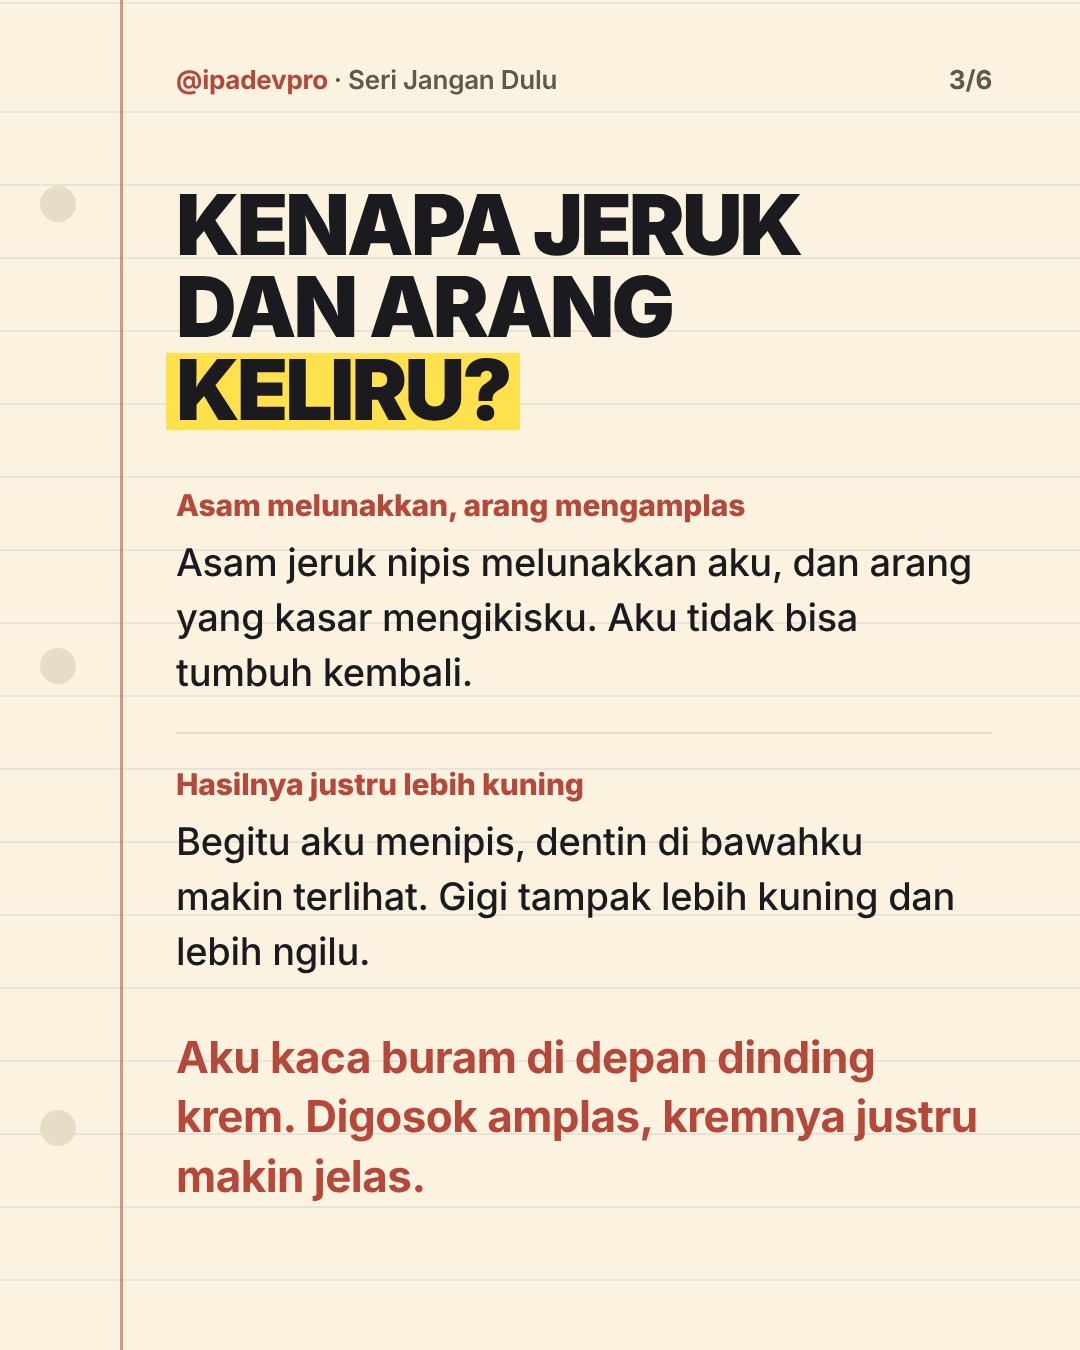 @ipadevpro · Seri Jangan Dulu 3/6
KENAPA JERUK
DAN ARANG
KELIRU?
Asam melunakkan, arang mengamplas
Asam jeruk nipis melunakkan aku, dan arang
yang kasar mengikisku. Aku tidak bisa
tumbuh kembali.
Hasilnya justru lebih kuning
Begitu aku menipis, dentin di bawahku
makin terlihat. Gigi tampak lebih kuning dan
lebih ngilu.
Aku kaca buram di depan dinding
krem. Digosok amplas, kremnya justru
makin jelas.